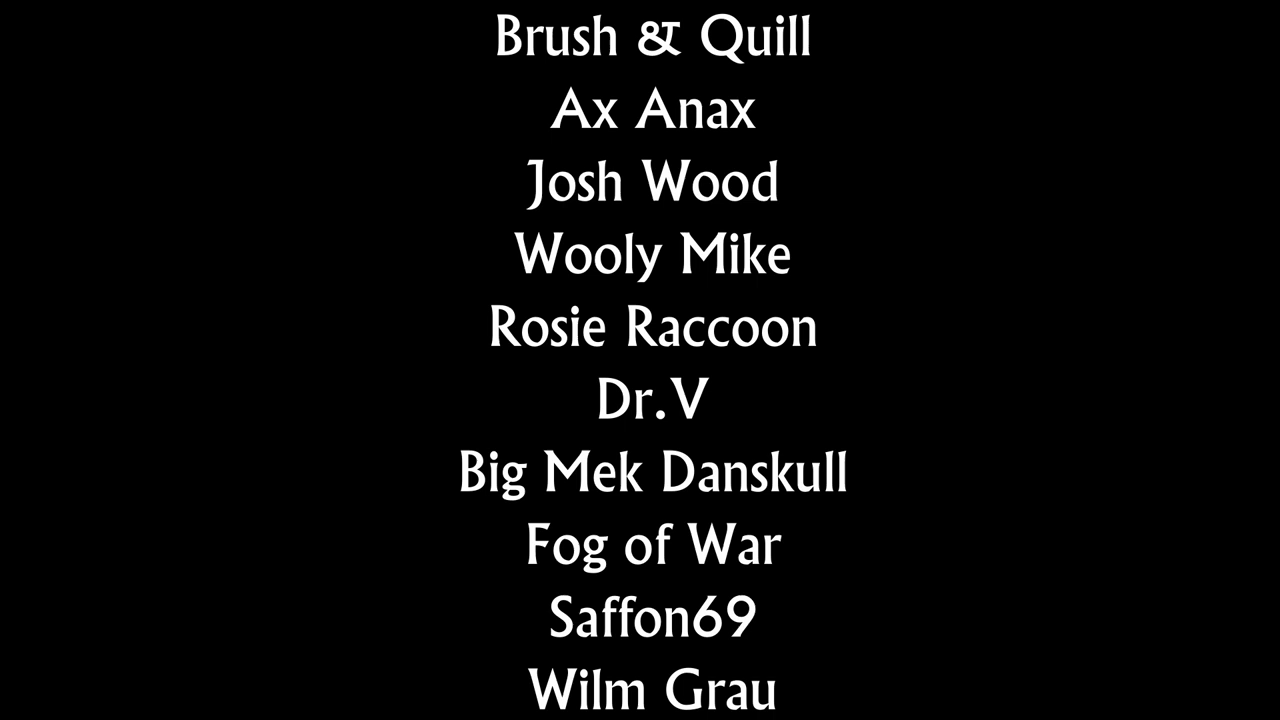 Brush & Quill
Ax Anax
Josh Wood
Wooly Mike
Rosie Raccoon
Dr.V
Big Mek Danskull
Fog of War
Saffon69
Wilm Grau